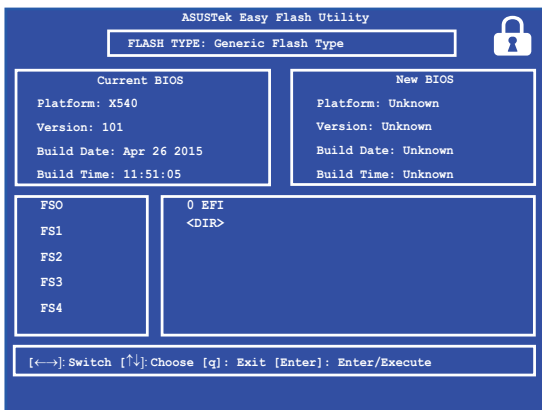 ASUSTek Easy Flash Utility
FLASH TYPE: Generic Flash Type
Current BIOS
Platform: X540
Version: 101
Build Date: Apr 26 2015
Build Time: 11:51:05
New BIOS
Platform: Unknown
Version: Unknown
Build Date: Unknown
Build Time: Unknown
FSO
FS1
FS2
FS3
FS4
0 EFI
<DIR>
[←→]: Switch [↑↓]: Choose [q]: Exit [Enter]: Enter/Execute